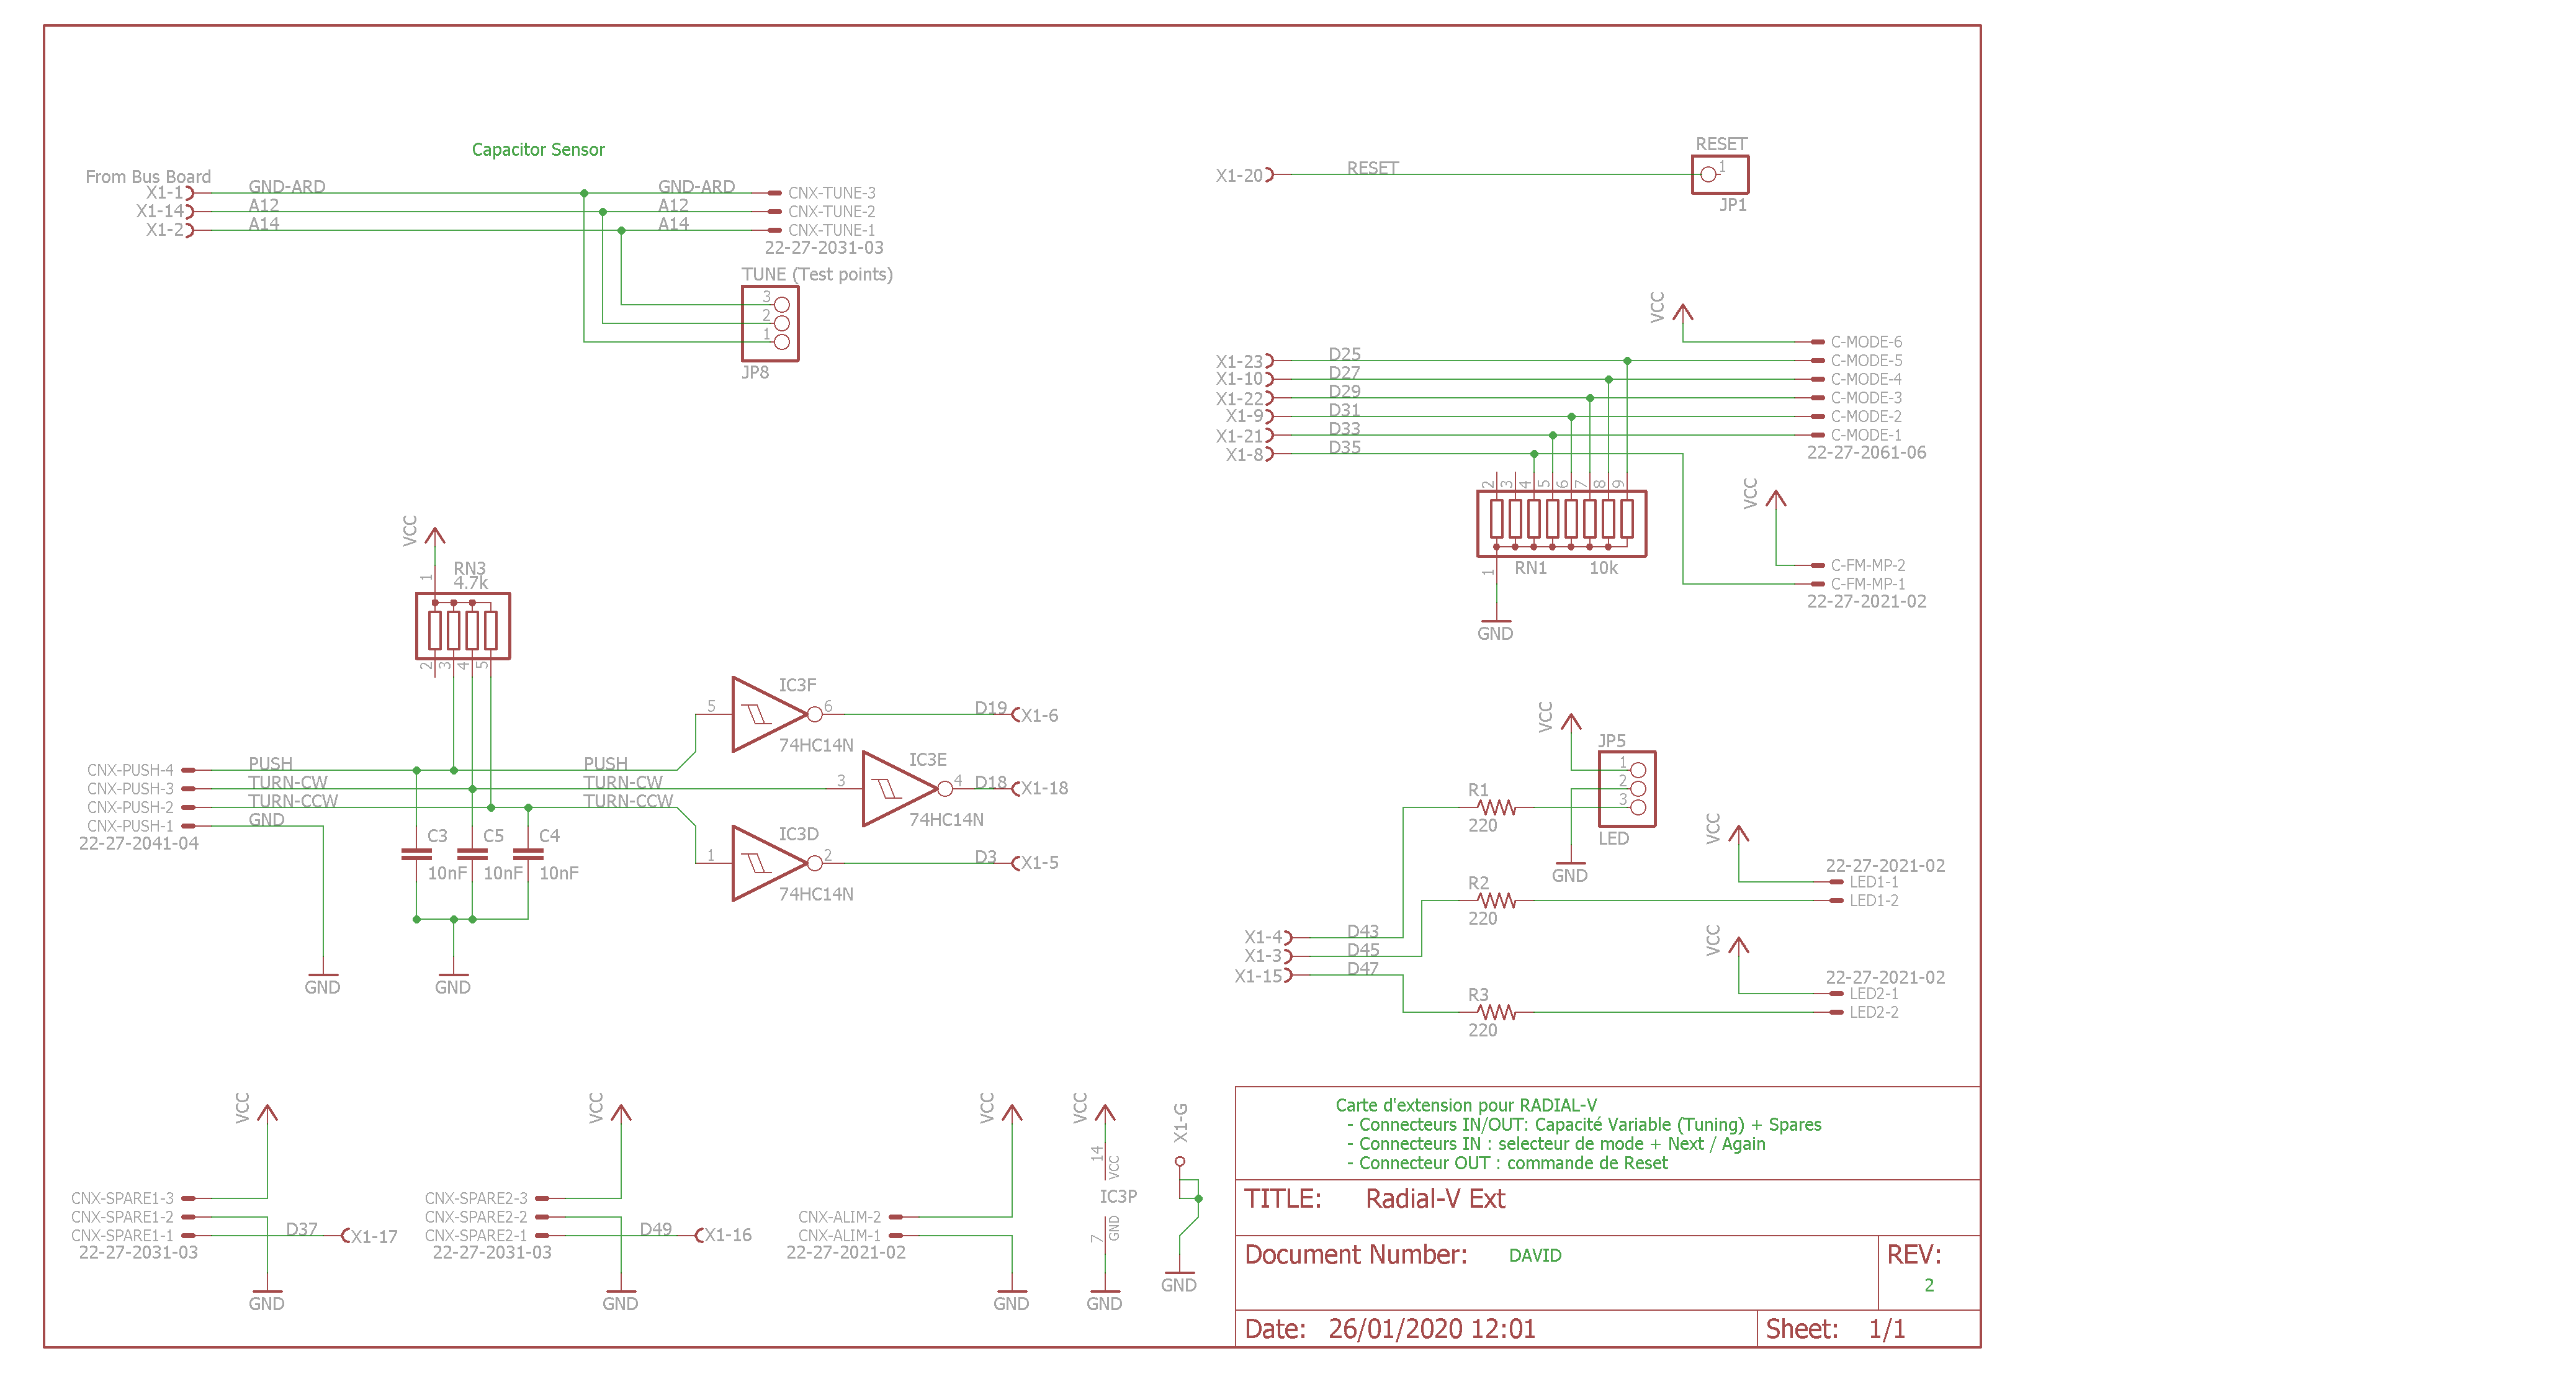 Capacitor Sensor
From Bus Board
X1-1 GND-ARD GND-ARD CNX-TUNE-3
X1-14 A12 A12 CNX-TUNE-2
X1-2 A14 A14 CNX-TUNE-1
22-27-2031-03
TUNE (Test points)
3
2
1
JP8
RESET
X1-20 RESET 1
JP1
VCC
C-MODE-6
X1-23 D25 C-MODE-5
X1-10 D27 C-MODE-4
X1-22 D29 C-MODE-3
X1-9 D31 C-MODE-2
X1-21 D33 C-MODE-1
X1-8 D35 22-27-2061-06
2 3 4 5 6 7 8 9
VCC
1 RN1 10k
C-FM-MP-2
C-FM-MP-1
22-27-2021-02
GND
VCC
1
RN3
4.7k
2 3 4 5
IC3F
5 6 D19 X1-6
74HC14N
IC3E
3 4 D18 X1-18
74HC14N
IC3D
1 2 D3 X1-5
74HC14N
CNX-PUSH-4 PUSH PUSH
CNX-PUSH-3 TURN-CW TURN-CW
CNX-PUSH-2 TURN-CCW TURN-CCW
CNX-PUSH-1 GND
22-27-2041-04
C3 C5 C4
10nF 10nF 10nF
GND GND
VCC
JP5
1
2
3
LED
R1
220
GND
VCC
22-27-2021-02
LED1-1
LED1-2
R2
220
X1-4 D43
X1-3 D45
X1-15 D47
VCC
22-27-2021-02
LED2-1
LED2-2
R3
220
VCC
CNX-SPARE1-3
CNX-SPARE1-2
CNX-SPARE1-1 D37 X1-17
22-27-2031-03
GND
VCC
CNX-SPARE2-3
CNX-SPARE2-2
CNX-SPARE2-1 D49 X1-16
22-27-2031-03
GND
VCC
CNX-ALIM-2
CNX-ALIM-1
22-27-2021-02
GND
VCC
14 VCC
IC3P
7 GND
GND
X1-G
GND
Carte d'extension pour RADIAL-V
- Connecteurs IN/OUT: Capacité Variable (Tuning) + Spares
- Connecteurs IN : selecteur de mode + Next / Again
- Connecteur OUT : commande de Reset
TITLE: Radial-V Ext
Document Number: DAVID
REV:
2
Date: 26/01/2020 12:01
Sheet: 1/1